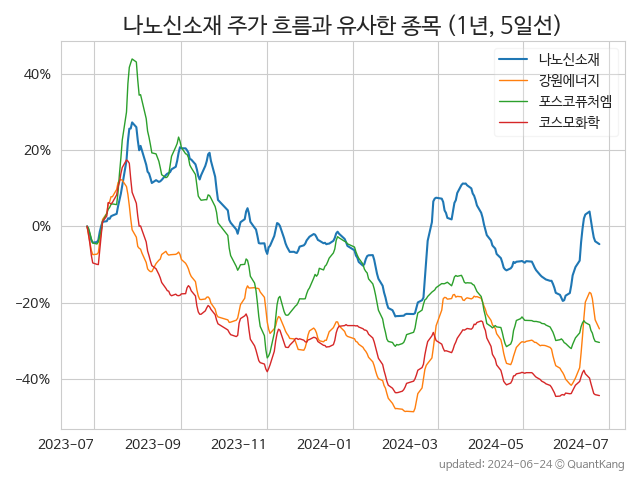 나노신소재 주가 흐름과 유사한 종목 (1년, 5일선)
나노신소재
강원에너지
포스코퓨처엠
코스모화학
40%
20%
0%
−20%
−40%
2023-07 2023-09 2023-11 2024-01 2024-03 2024-05 2024-07
updated: 2024-06-24 © QuantKang